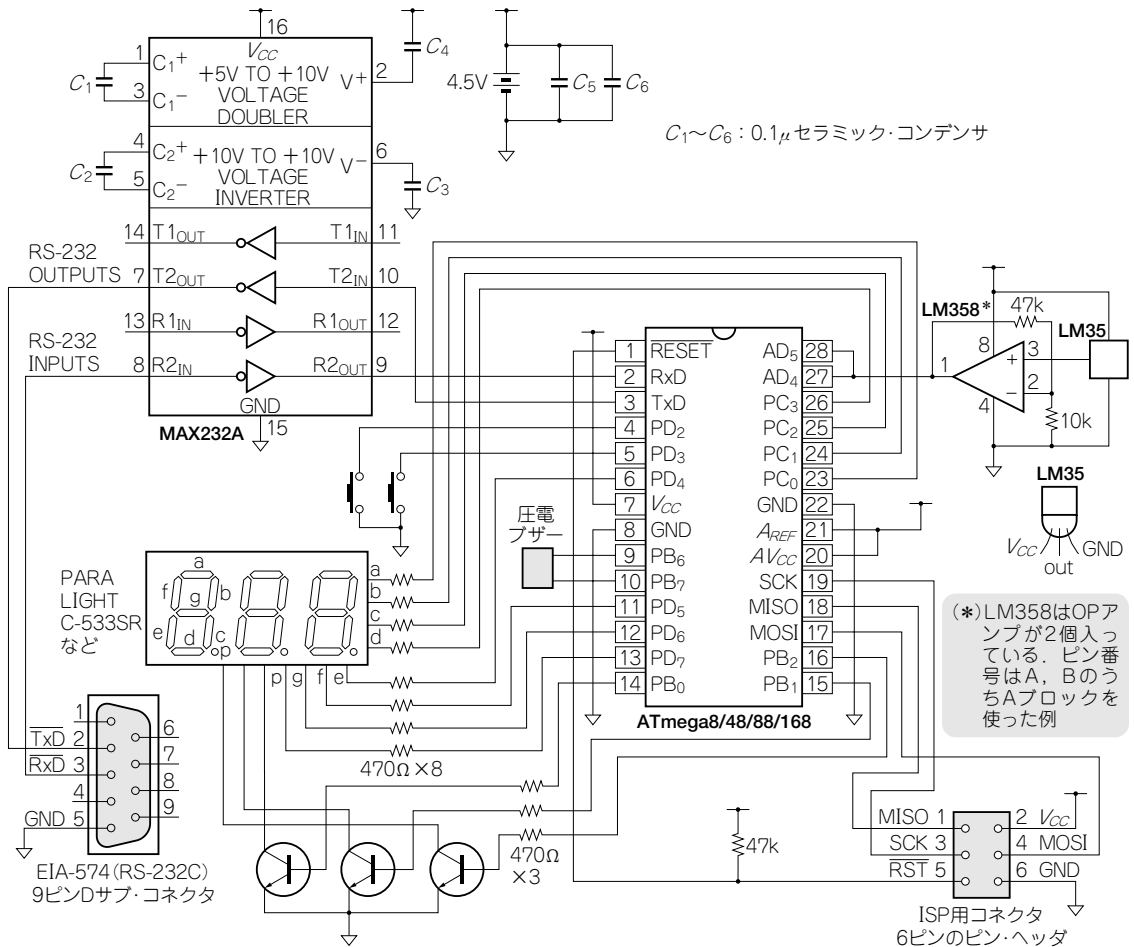 16
VCC
1 C1+
+5V TO +10V
VOLTAGE
DOUBLER
V+ 2
C4
C1
3 C1−
4 C2+
+10V TO +10V
VOLTAGE
INVERTER
V− 6
C3
C2
5 C2−
4.5V
C5
C6
C1～C6：0.1μセラミック・コンデンサ
RS-232
OUTPUTS
14 T1OUT
T1IN 11
7 T2OUT
T2IN 10
RS-232
INPUTS
13 R1IN
R1OUT 12
8 R2IN
R2OUT 9
GND
15
MAX232A
1 RESET
2 RxD
3 TxD
4 PD2
5 PD3
6 PD4
7 VCC
8 GND
9 PB6
10 PB7
11 PD5
12 PD6
13 PD7
14 PB0
AD5 28
AD4 27
PC3 26
PC2 25
PC1 24
PC0 23
GND 22
AREF 21
AVCC 20
SCK 19
MISO 18
MOSI 17
PB2 16
PB1 15
ATmega8/48/88/168
LM358*
47k
LM35
8
1
+ 3
− 2
4
10k
LM35
VCC
out
GND
(*)LM358はOPア
ンプが2個入っ
ている．ピン番
号はA，Bのう
ちAブロックを
使った例
圧電
ブザー
PARA
LIGHT
C-533SR
など
a
f
g
b
e
d
c
p
a
b
c
d
p
g
f
e
470Ω×8
470Ω
×3
47k
1
TxD 2
RxD 3
4
GND 5
6
7
8
9
EIA-574(RS-232C)
9ピンDサブ・コネクタ
MISO 1
SCK 3
RST 5
2 VCC
4 MOSI
6 GND
ISP用コネクタ
6ピンのピン・ヘッダ